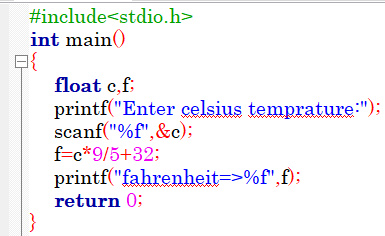 #include<stdio.h>
int main()
{
float c,f;
printf("Enter celsius temprature:");
scanf("%f",&c);
f=c*9/5+32;
printf("fahrenheit=>%f",f);
return 0;
}